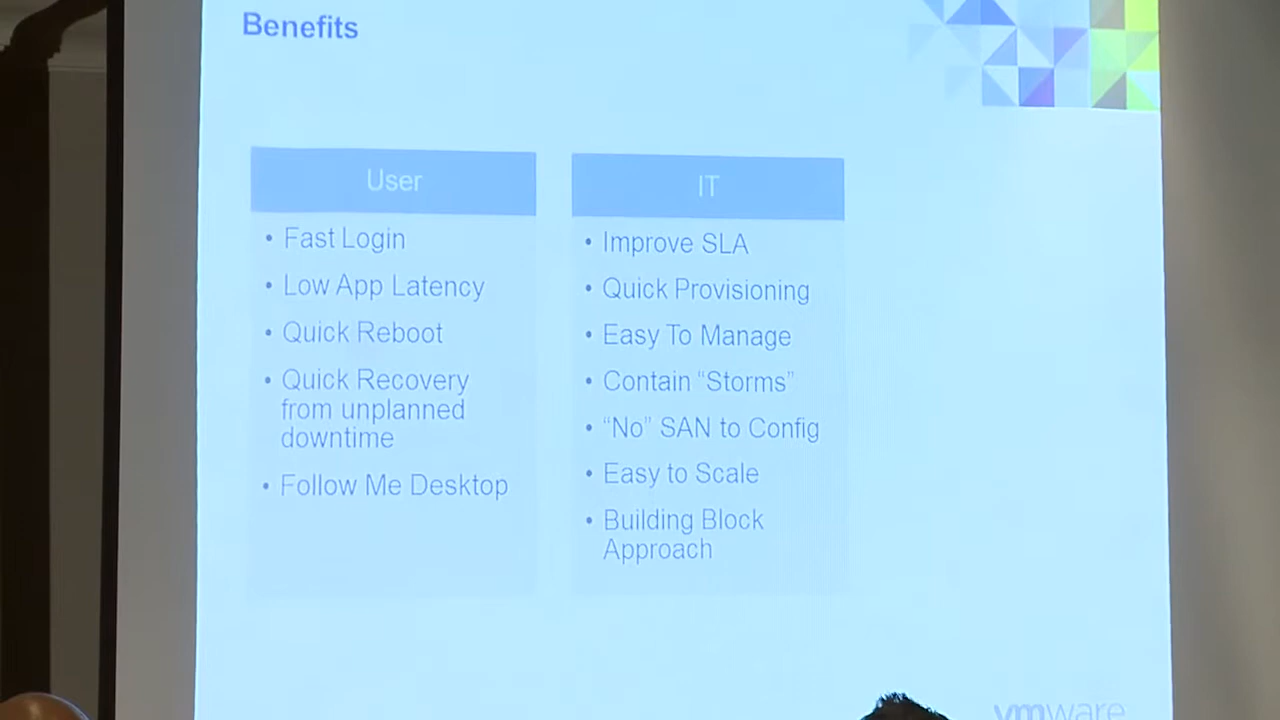 Benefits
User
• Fast Login
• Low App Latency
• Quick Reboot
• Quick Recovery
from unplanned
downtime
• Follow Me Desktop
IT
• Improve SLA
• Quick Provisioning
• Easy To Manage
• Contain “Storms”
• “No” SAN to Config
• Easy to Scale
• Building Block
Approach
vmware